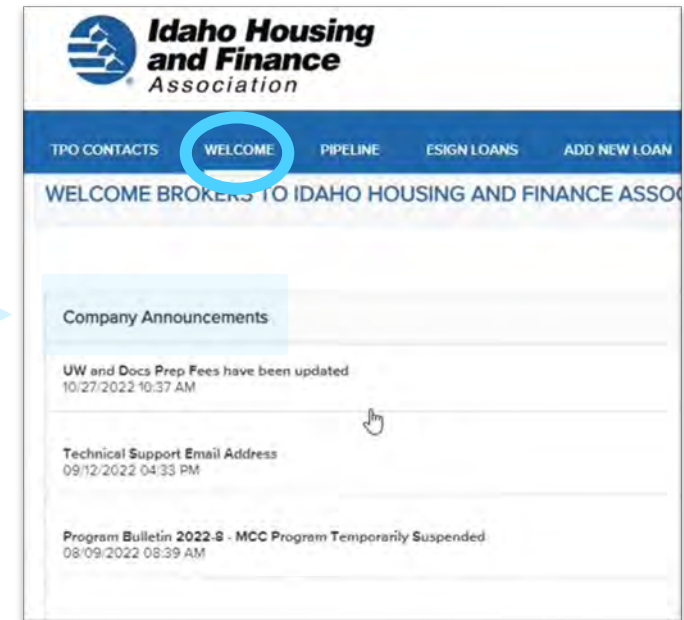 Idaho Housing
and Finance
Association
TPO CONTACTS WELCOME PIPELINE ESIGN LOANS ADD NEW LOAN
WELCOME BROKERS TO IDAHO HOUSING AND FINANCE ASSO
Company Announcements
UW and Docs Prep Fees have been updated
10/27/2022 10:37 AM
Technical Support Email Address
09/12/2022 04:33 PM
Program Bulletin 2022-8 - MCC Program Temporarily Suspended
08/09/2022 08:39 AM